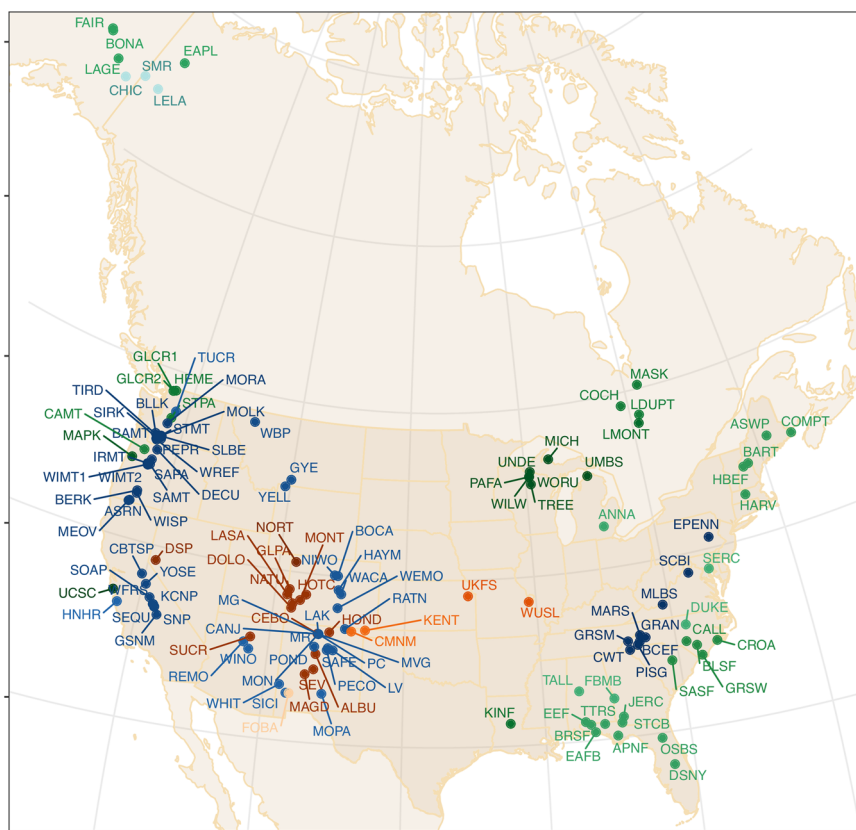 FAIR
BONA
EAPL
LAGE
SMR
CHIC
LELA
GLCR1
TUCR
GLCR2
HEME
MORA
TIRD
BLLK
STPA
SIRK
MOLK
CAMT
STMT
WBP
BAMT
MAPK
PEPR
SLBE
IRMT
WREF
WIMT1
WIMT2
SAPA
GYE
DECU
BERK
SAMT
YELL
ASRN
WISP
MEOV
MASK
COCH
LDUPT
LMONT
ASWP
COMPT
MICH
UNDE
UMBS
BART
PAFA
WORU
HBEF
WILW
TREE
HARV
ANNA
EPENN
NORT
BOCA
LASA
MONT
CBTSP
DSP
GLPA
HAYM
DOLO
NIWO
SCBI
SERC
SOAP
YOSE
NATU
HOTC
WACA
WEMO
UKFS
UCSC
WFRS
KCNP
MG
RATN
WUSL
MLBS
HNHR
SEQU
SNP
CEBO
LAK
HOND
KENT
MARS
DUKE
GSNM
CANJ
MR
CMNM
GRSM
GRAN
CALL
CROA
SUCR
WINO
POND
SAFE
PC
MVG
CWT
BCEF
BLSF
REMO
MON
PECO
LV
PISG
GRSW
WHIT
SICI
SEV
TALL
FBMB
SASF
MAGD
ALBU
JERC
FOBA
MOPA
KINF
EEF
TTRS
STCB
BRSF
APNF
OSBS
EAFB
DSNY